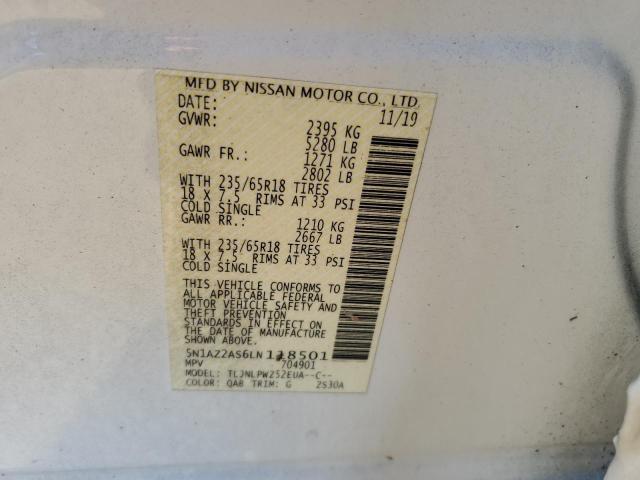 MFD BY NISSAN MOTOR CO., LTD.
DATE: 11/19
GVWR: 2395 KG
5280 LB
GAWR FR.: 1271 KG
2802 LB
WITH 235/65R18 TIRES
18 X 7.5 RIMS AT 33 PSI
COLD SINGLE
GAWR RR.: 1210 KG
2667 LB
WITH 235/65R18 TIRES
18 X 7.5 RIMS AT 33 PSI
COLD SINGLE
THIS VEHICLE CONFORMS TO
ALL APPLICABLE FEDERAL
MOTOR VEHICLE SAFETY AND
THEFT PREVENTION
STANDARDS IN EFFECT ON
THE DATE OF MANUFACTURE
SHOWN ABOVE.
5N1AZ2AS6LN118501
MPV 704901
MODEL: TLJNLPWZ52EUA--C--
COLOR: QAB TRIM: G 2S30A